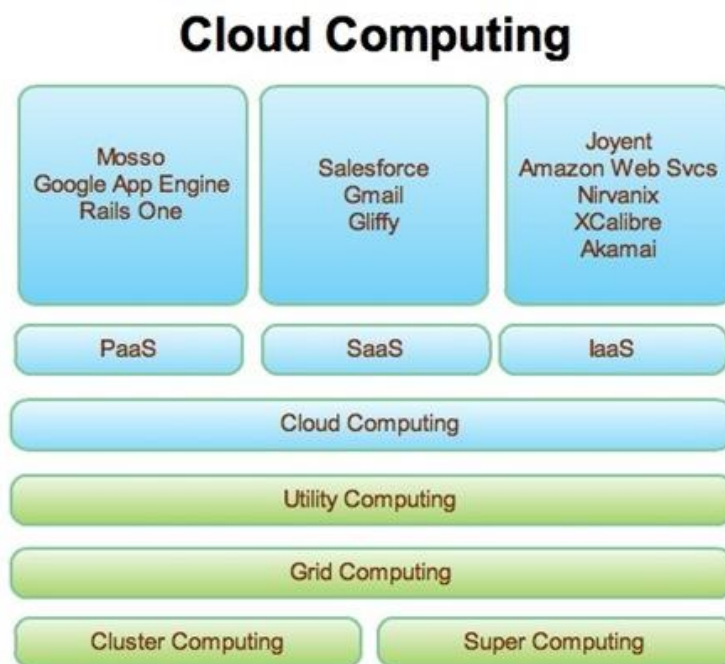 Cloud Computing
Mosso
Google App Engine
Rails One
Salesforce
Gmail
Gliffy
Joyent
Amazon Web Svcs
Nirvanix
XCalibre
Akamai
PaaS
SaaS
IaaS
Cloud Computing
Utility Computing
Grid Computing
Cluster Computing
Super Computing